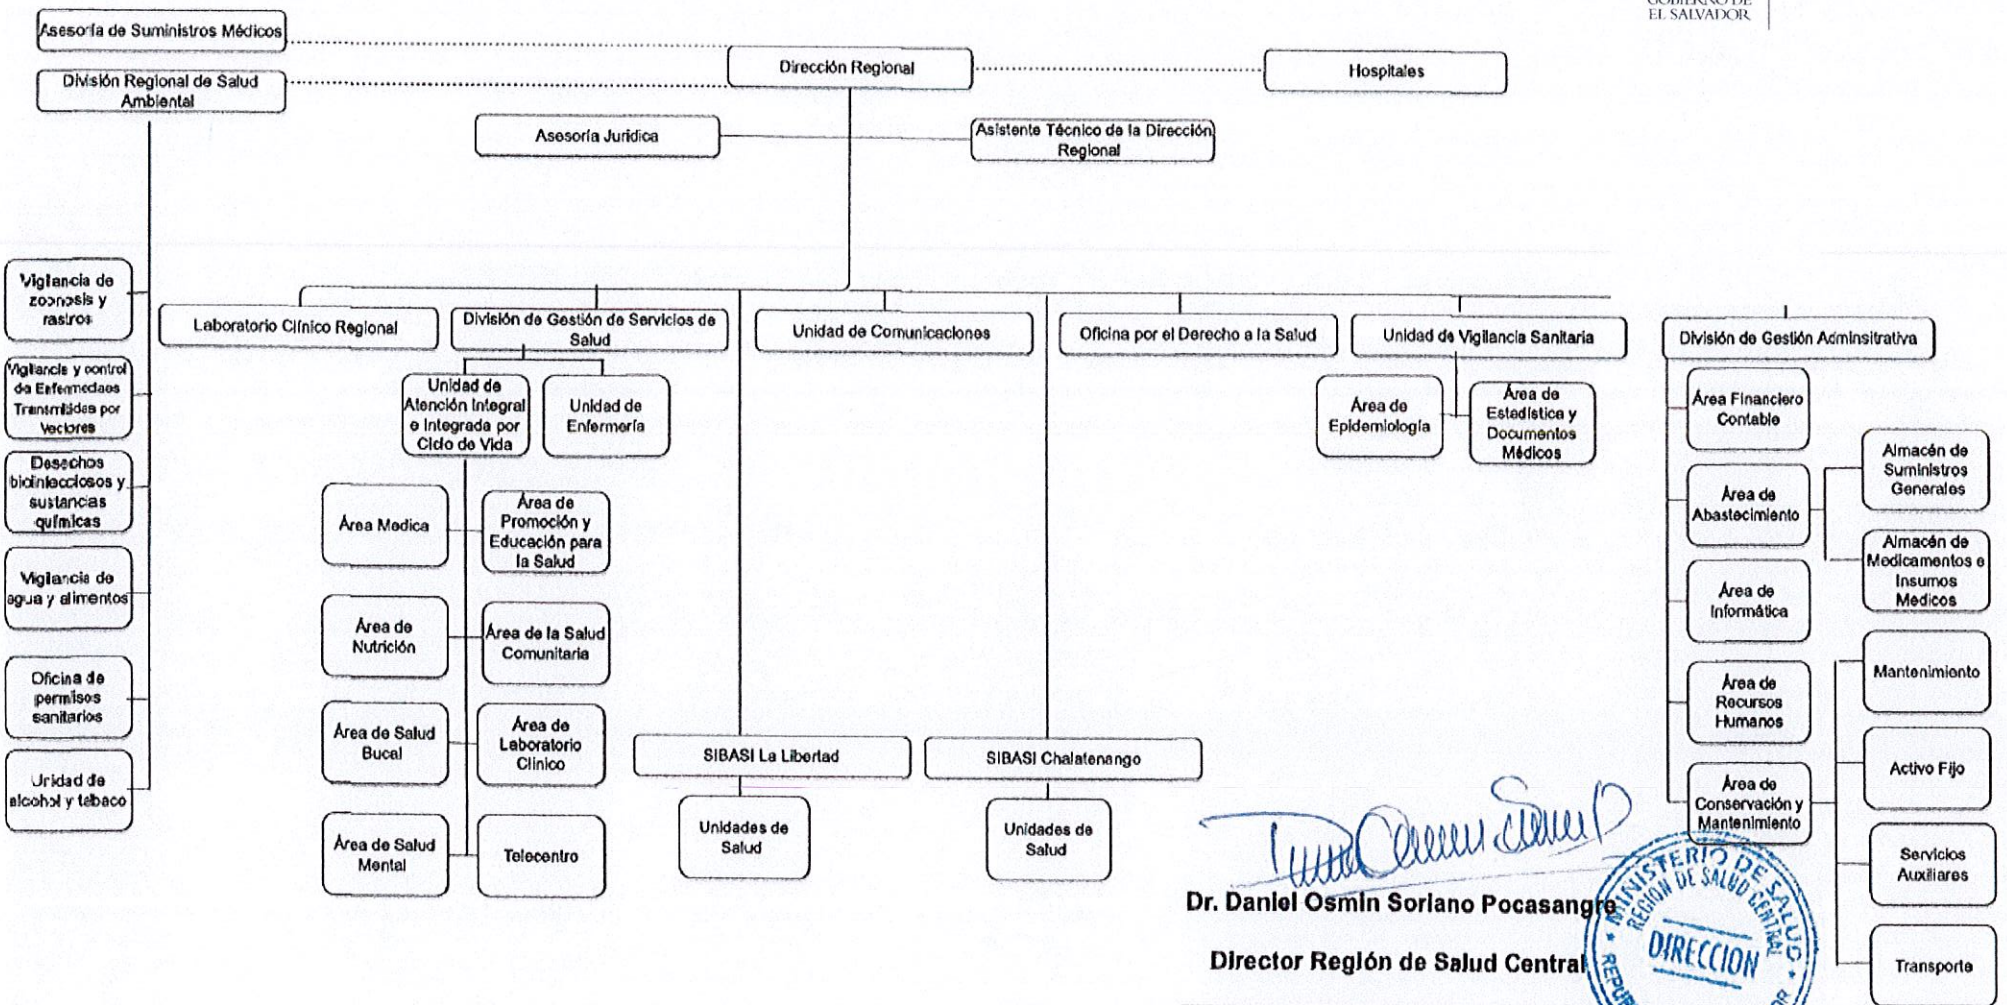 GOBIERNO DE
EL SALVADOR
Asesoría de Suministros Médicos
División Regional de Salud
Ambiental
Dirección Regional
Hospitales
Asesoría Juridica
Asistente Técnico de la Dirección
Regional
Vigilancia de
zoonosis y
rastros
Vigilancia y control
de Enfermedaes
Transmitidas por
Vectores
Desechos
bioinfecciosos y
sustancias
químicas
Vigilancia de
agua y alimentos
Oficina de
permisos
sanitarios
Unidad de
alcohol y tabaco
Laboratorio Clínico Regional
División de Gestión de Servicios de
Salud
Unidad de Comunicaciones
Oficina por el Derecho a la Salud
Unidad de Vigilancia Sanitaria
División de Gestión Adminsitrativa
Unidad de
Atención Integral
e Integrada por
Ciclo de Vida
Unidad de
Enfermería
Área Medica
Área de
Promoción y
Educación para
la Salud
Área de
Nutrición
Área de la Salud
Comunitaria
Área de Salud
Bucal
Área de
Laboratorio
Clinico
Área de Salud
Mental
Telecentro
SIBASI La Libertad
Unidades de
Salud
SIBASI Chalatenango
Unidades de
Salud
Área de
Epidemiología
Área de
Estadística y
Documentos
Médicos
Área Financiero
Contable
Área de
Abastecimiento
Almacén de
Suministros
Generales
Almacén de
Medicamentos e
Insumos
Medicos
Área de
Informática
Área de
Recursos
Humanos
Área de
Conservación y
Mantenimiento
Mantenimiento
Activo Fijo
Servicios
Auxiliares
Transporte
Dr. Daniel Osmin Soriano Pocasangre
Director Región de Salud Central
MINISTERIO DE SALUD
REGION DE SALUD CENTRAL
DIRECCION